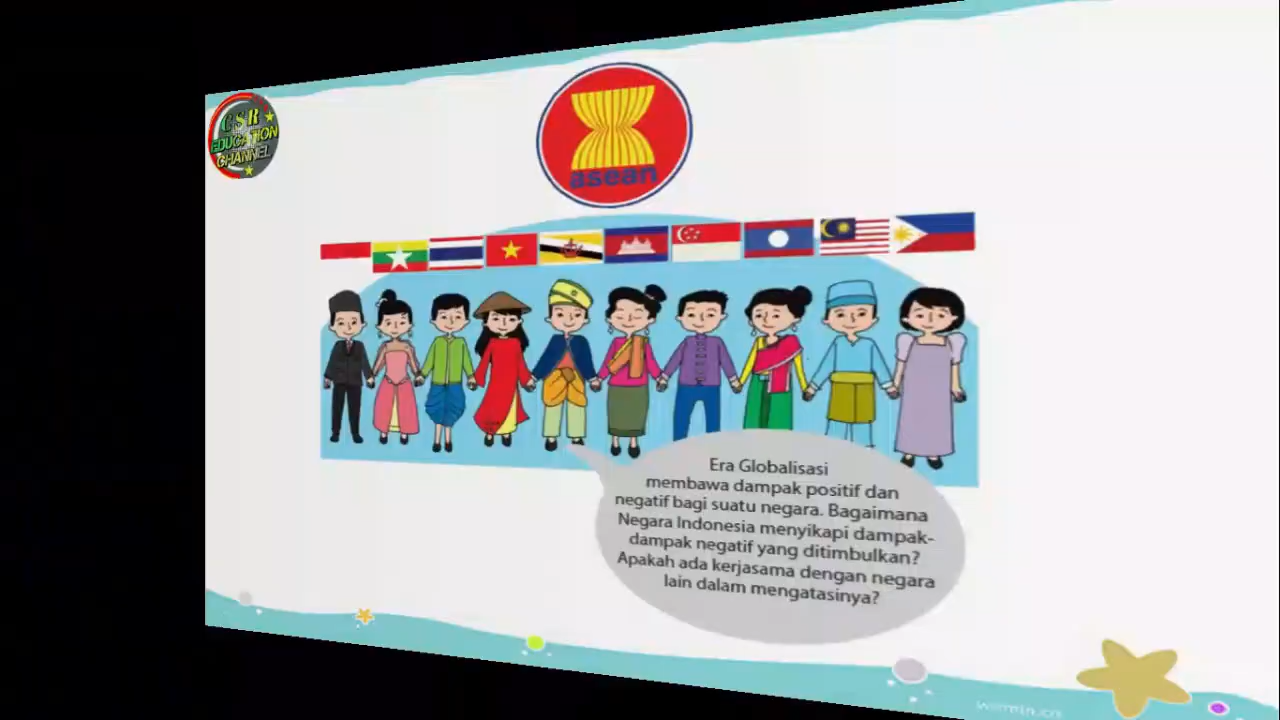 CSR
EDUCATION
CHANNEL
asean
Era Globalisasi
membawa dampak positif dan
negatif bagi suatu negara. Bagaimana
Negara Indonesia menyikapi dampak-
dampak negatif yang ditimbulkan?
Apakah ada kerjasama dengan negara
lain dalam mengatasinya?